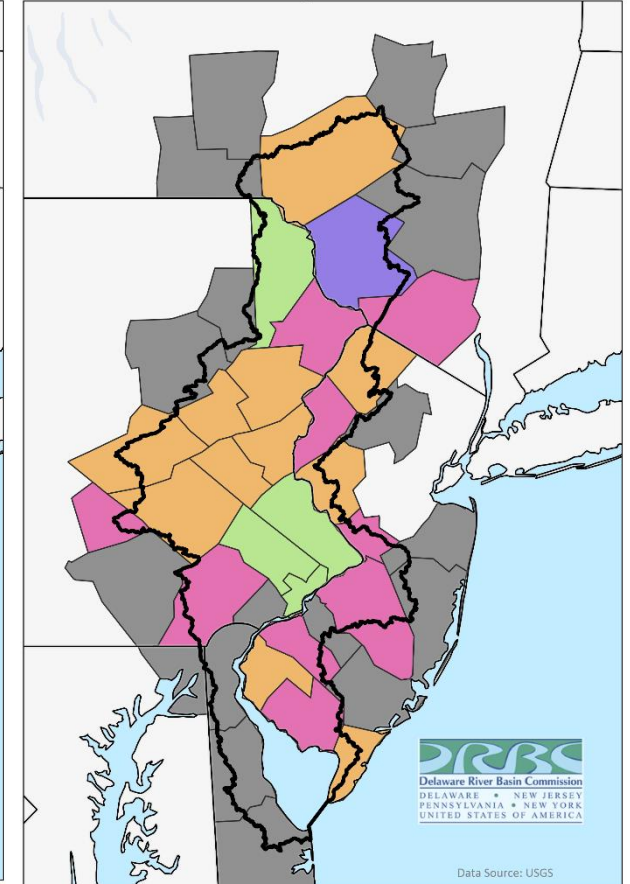 DRBC
Delaware River Basin Commission
DELAWARE • NEW JERSEY
PENNSYLVANIA • NEW YORK
UNITED STATES OF AMERICA
Data Source: USGS